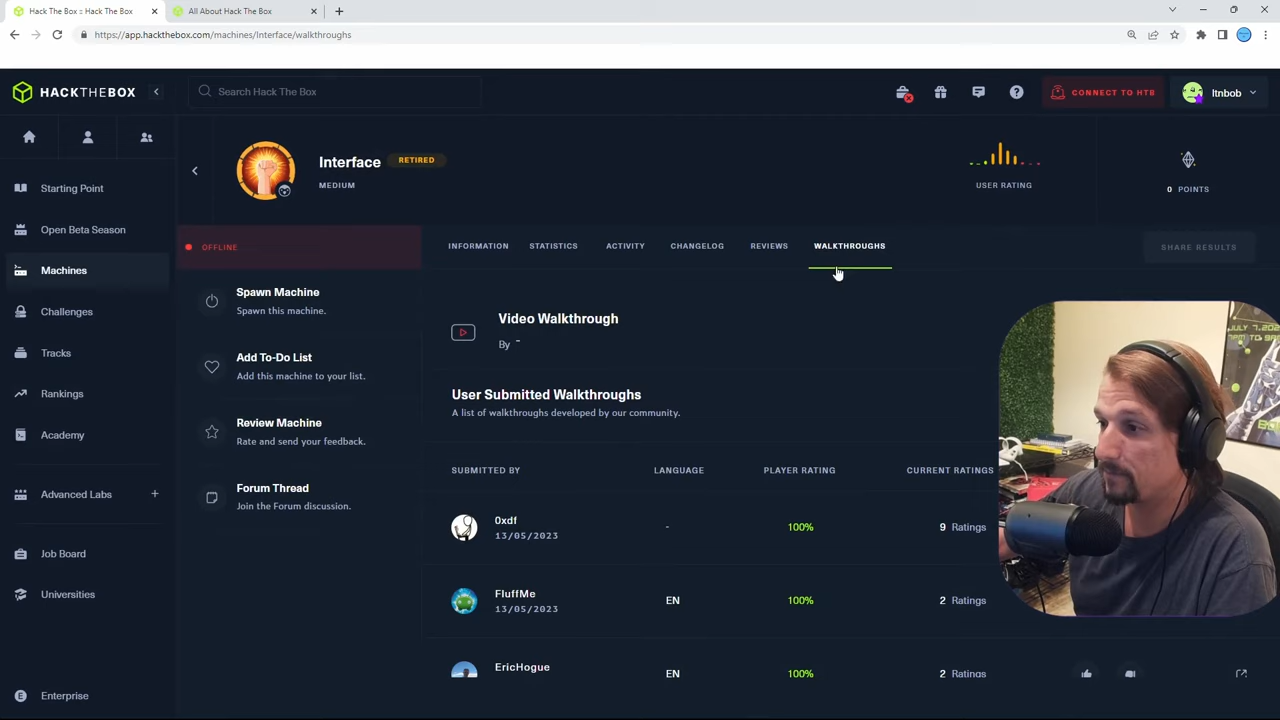 Hack The Box :: Hack The Box
All About Hack The Box
https://app.hackthebox.com/machines/Interface/walkthroughs
HACKTHEBOX
Search Hack The Box
CONNECT TO HTB
ltnbob
Starting Point
Open Beta Season
Machines
Challenges
Tracks
Rankings
Academy
Advanced Labs
Job Board
Universities
Enterprise
Interface
RETIRED
MEDIUM
USER RATING
0 POINTS
OFFLINE
Spawn Machine
Spawn this machine.
Add To-Do List
Add this machine to your list.
Review Machine
Rate and send your feedback.
Forum Thread
Join the Forum discussion.
INFORMATION
STATISTICS
ACTIVITY
CHANGELOG
REVIEWS
WALKTHROUGHS
SHARE RESULTS
Video Walkthrough
By -
User Submitted Walkthroughs
A list of walkthroughs developed by our community.
SUBMITTED BY LANGUAGE PLAYER RATING CURRENT RATINGS
0xdf - 100% 9 Ratings
13/05/2023
FluffMe EN 100% 2 Ratings
13/05/2023
EricHogue EN 100% 2 Ratings
JULY 7, 202